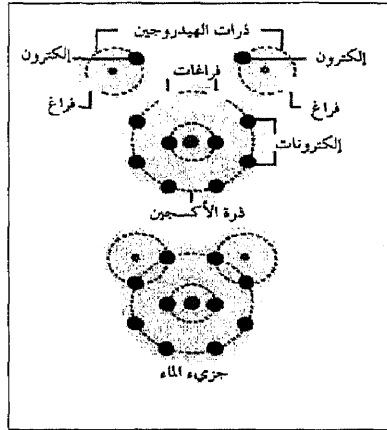 ذرات الهيدروجين
إلكترون
إلكترون
فراغات
فراغ
فراغ
إلكترونات
ذرة الأكسجين
جزيء الماء